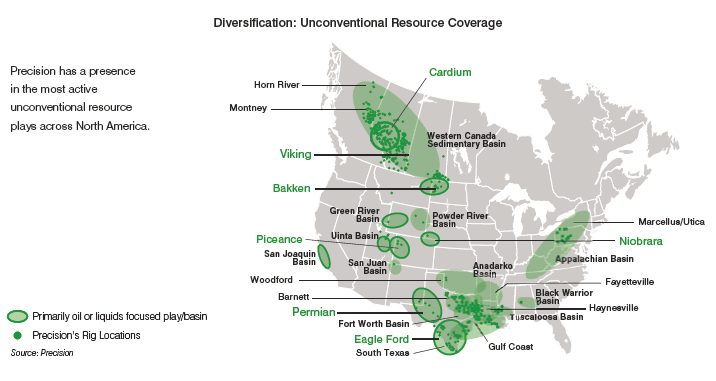 Diversification: Unconventional Resource Coverage
Precision has a presence
in the most active
unconventional resource
plays across North America.
Cardium
Horn River
Montney
Western Canada
Sedimentary Basin
Viking
Bakken
Green River
Basin
Powder River
Basin
Marcellus/Utica
Uinta Basin
Piceance
Niobrara
San Joaquin
Basin
San Juan
Basin
Appalachian Basin
Anadarko
Basin
Woodford
Fayetteville
Barnett
Black Warrior
Basin
Haynesville
Permian
Tuscaloosa Basin
Fort Worth Basin
Eagle Ford
Gulf Coast
South Texas
Primarily oil or liquids focused play/basin
Precision's Rig Locations
Source: Precision